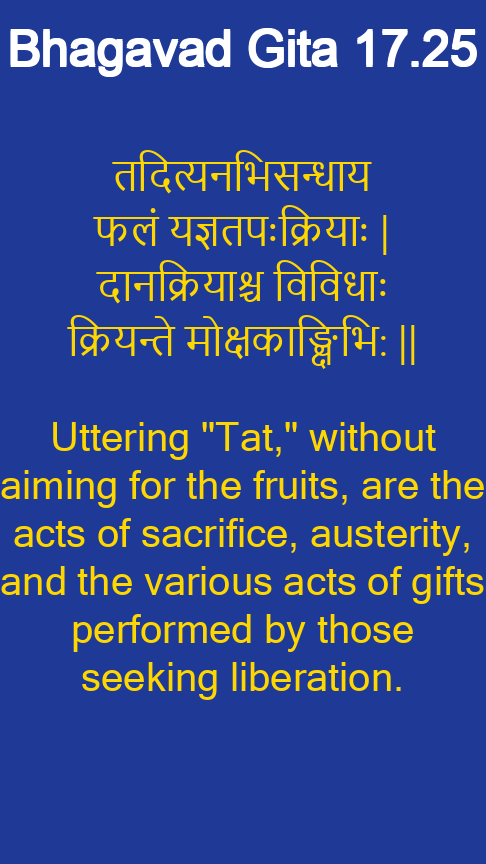 Bhagavad Gita 17.25
तदित्यनभिसन्धाय
फलं यज्ञतपःक्रियाः |
दानक्रियाश्च विविधाः
क्रियन्ते मोक्षकाङ्क्षिभिः ||
Uttering "Tat," without
aiming for the fruits, are the
acts of sacrifice, austerity,
and the various acts of gifts
performed by those
seeking liberation.